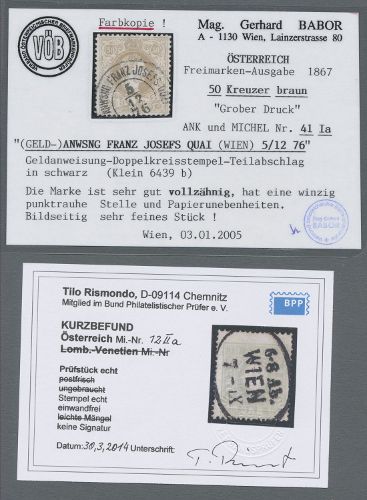 Farbkopie !
VÖB
Mag. Gerhard BABOR
A - 1130 Wien, Lainzerstrasse 80
ÖSTERREICH
Freimarken-Ausgabe 1867
50 Kreuzer braun
"Grober Druck"
ANK und MICHEL Nr. 41 Ia
"(GELD-)ANWSNG FRANZ JOSEFS QUAI (WIEN) 5/12 76"
Geldanweisung-Doppelkreisstempel-Teilabschlag
in schwarz (Klein 6439 b)
Die Marke ist sehr gut vollzähnig, hat eine winzig
punktrauhe Stelle und Papierunebenheiten.
Bildseitig sehr feines Stück !
Wien, 03.01.2005
BABOR
Tilo Rismondo, D-09114 Chemnitz
Mitglied im Bund Philatelistischer Prüfer e. V.
BPP
KURZBEFUND
Österreich Mi.-Nr. 12 II a
Lomb.-Venetien Mi.-Nr
Prüfstück echt
postfrisch
ungebraucht
Stempel echt
einwandfrei
leichte Mängel
keine Signatur
WIEN
Datum: 30.3.2014 Unterschrift: